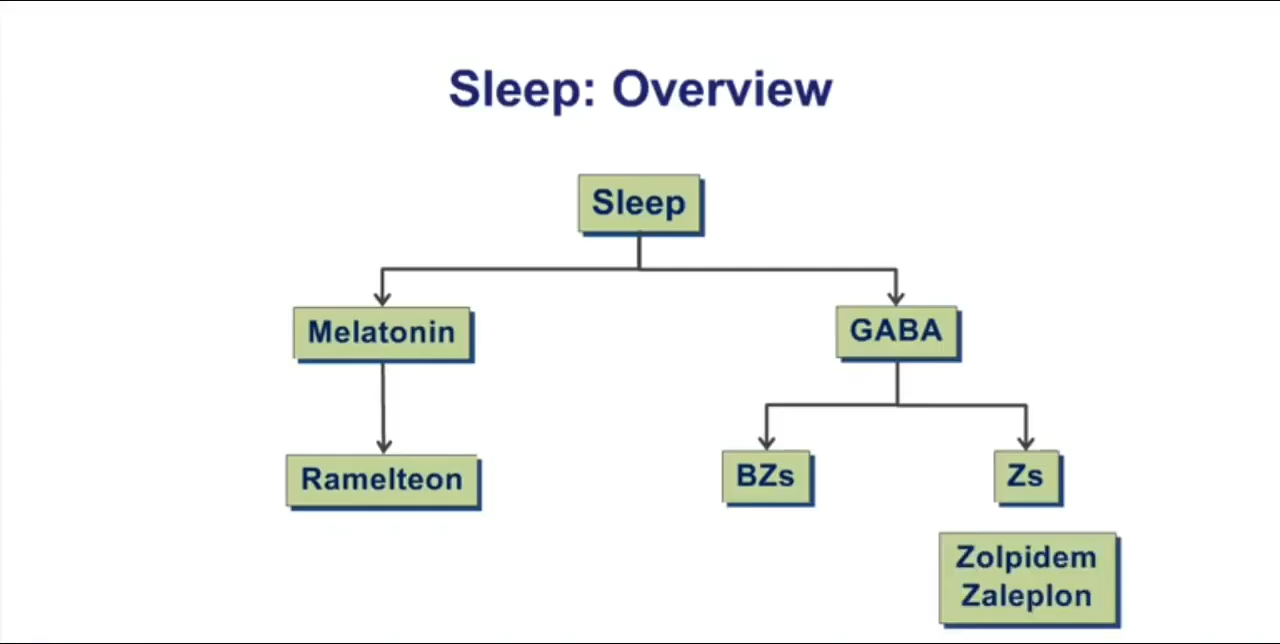 Sleep: Overview
Sleep
Melatonin
GABA
Ramelteon
BZs
Zs
Zolpidem
Zaleplon